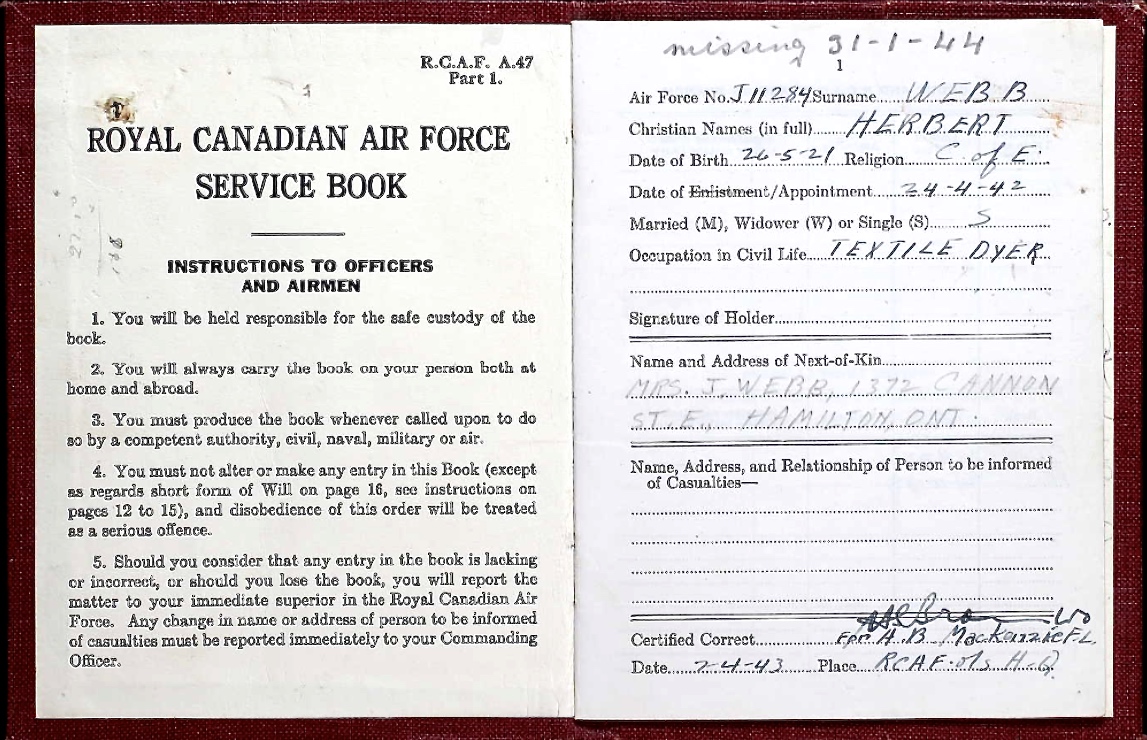 R.C.A.F. A.47
Part 1.
ROYAL CANADIAN AIR FORCE
SERVICE BOOK
INSTRUCTIONS TO OFFICERS
AND AIRMEN
1. You will be held responsible for the safe custody of the
book.
2. You will always carry the book on your person both at
home and abroad.
3. You must produce the book whenever called upon to do
so by a competent authority, civil, naval, military or air.
4. You must not alter or make any entry in this Book (except
as regards short form of Will on page 16, see instructions on
pages 12 to 15), and disobedience of this order will be treated
as a serious offence.
5. Should you consider that any entry in the book is lacking
or incorrect, or should you lose the book, you will report the
matter to your immediate superior in the Royal Canadian Air
Force. Any change in name or address of person to be informed
of casualties must be reported immediately to your Commanding
Officer.
missing 31-1-44
1
Air Force No. J11284 Surname WEBB
Christian Names (in full) HERBERT
Date of Birth 26-5-21 Religion C. of E.
Date of Enlistment/Appointment 24-4-42
Married (M), Widower (W) or Single (S) S
Occupation in Civil Life TEXTILE DYER
Signature of Holder
Name and Address of Next-of-Kin
MRS. J. WEBB, 1372 CANNON
ST. E., HAMILTON, ONT.
Name, Address, and Relationship of Person to be informed
of Casualties—
Certified Correct For A.B. MacKenzie F/L
Date 2-4-43 Place RCAF o/s H.Q.